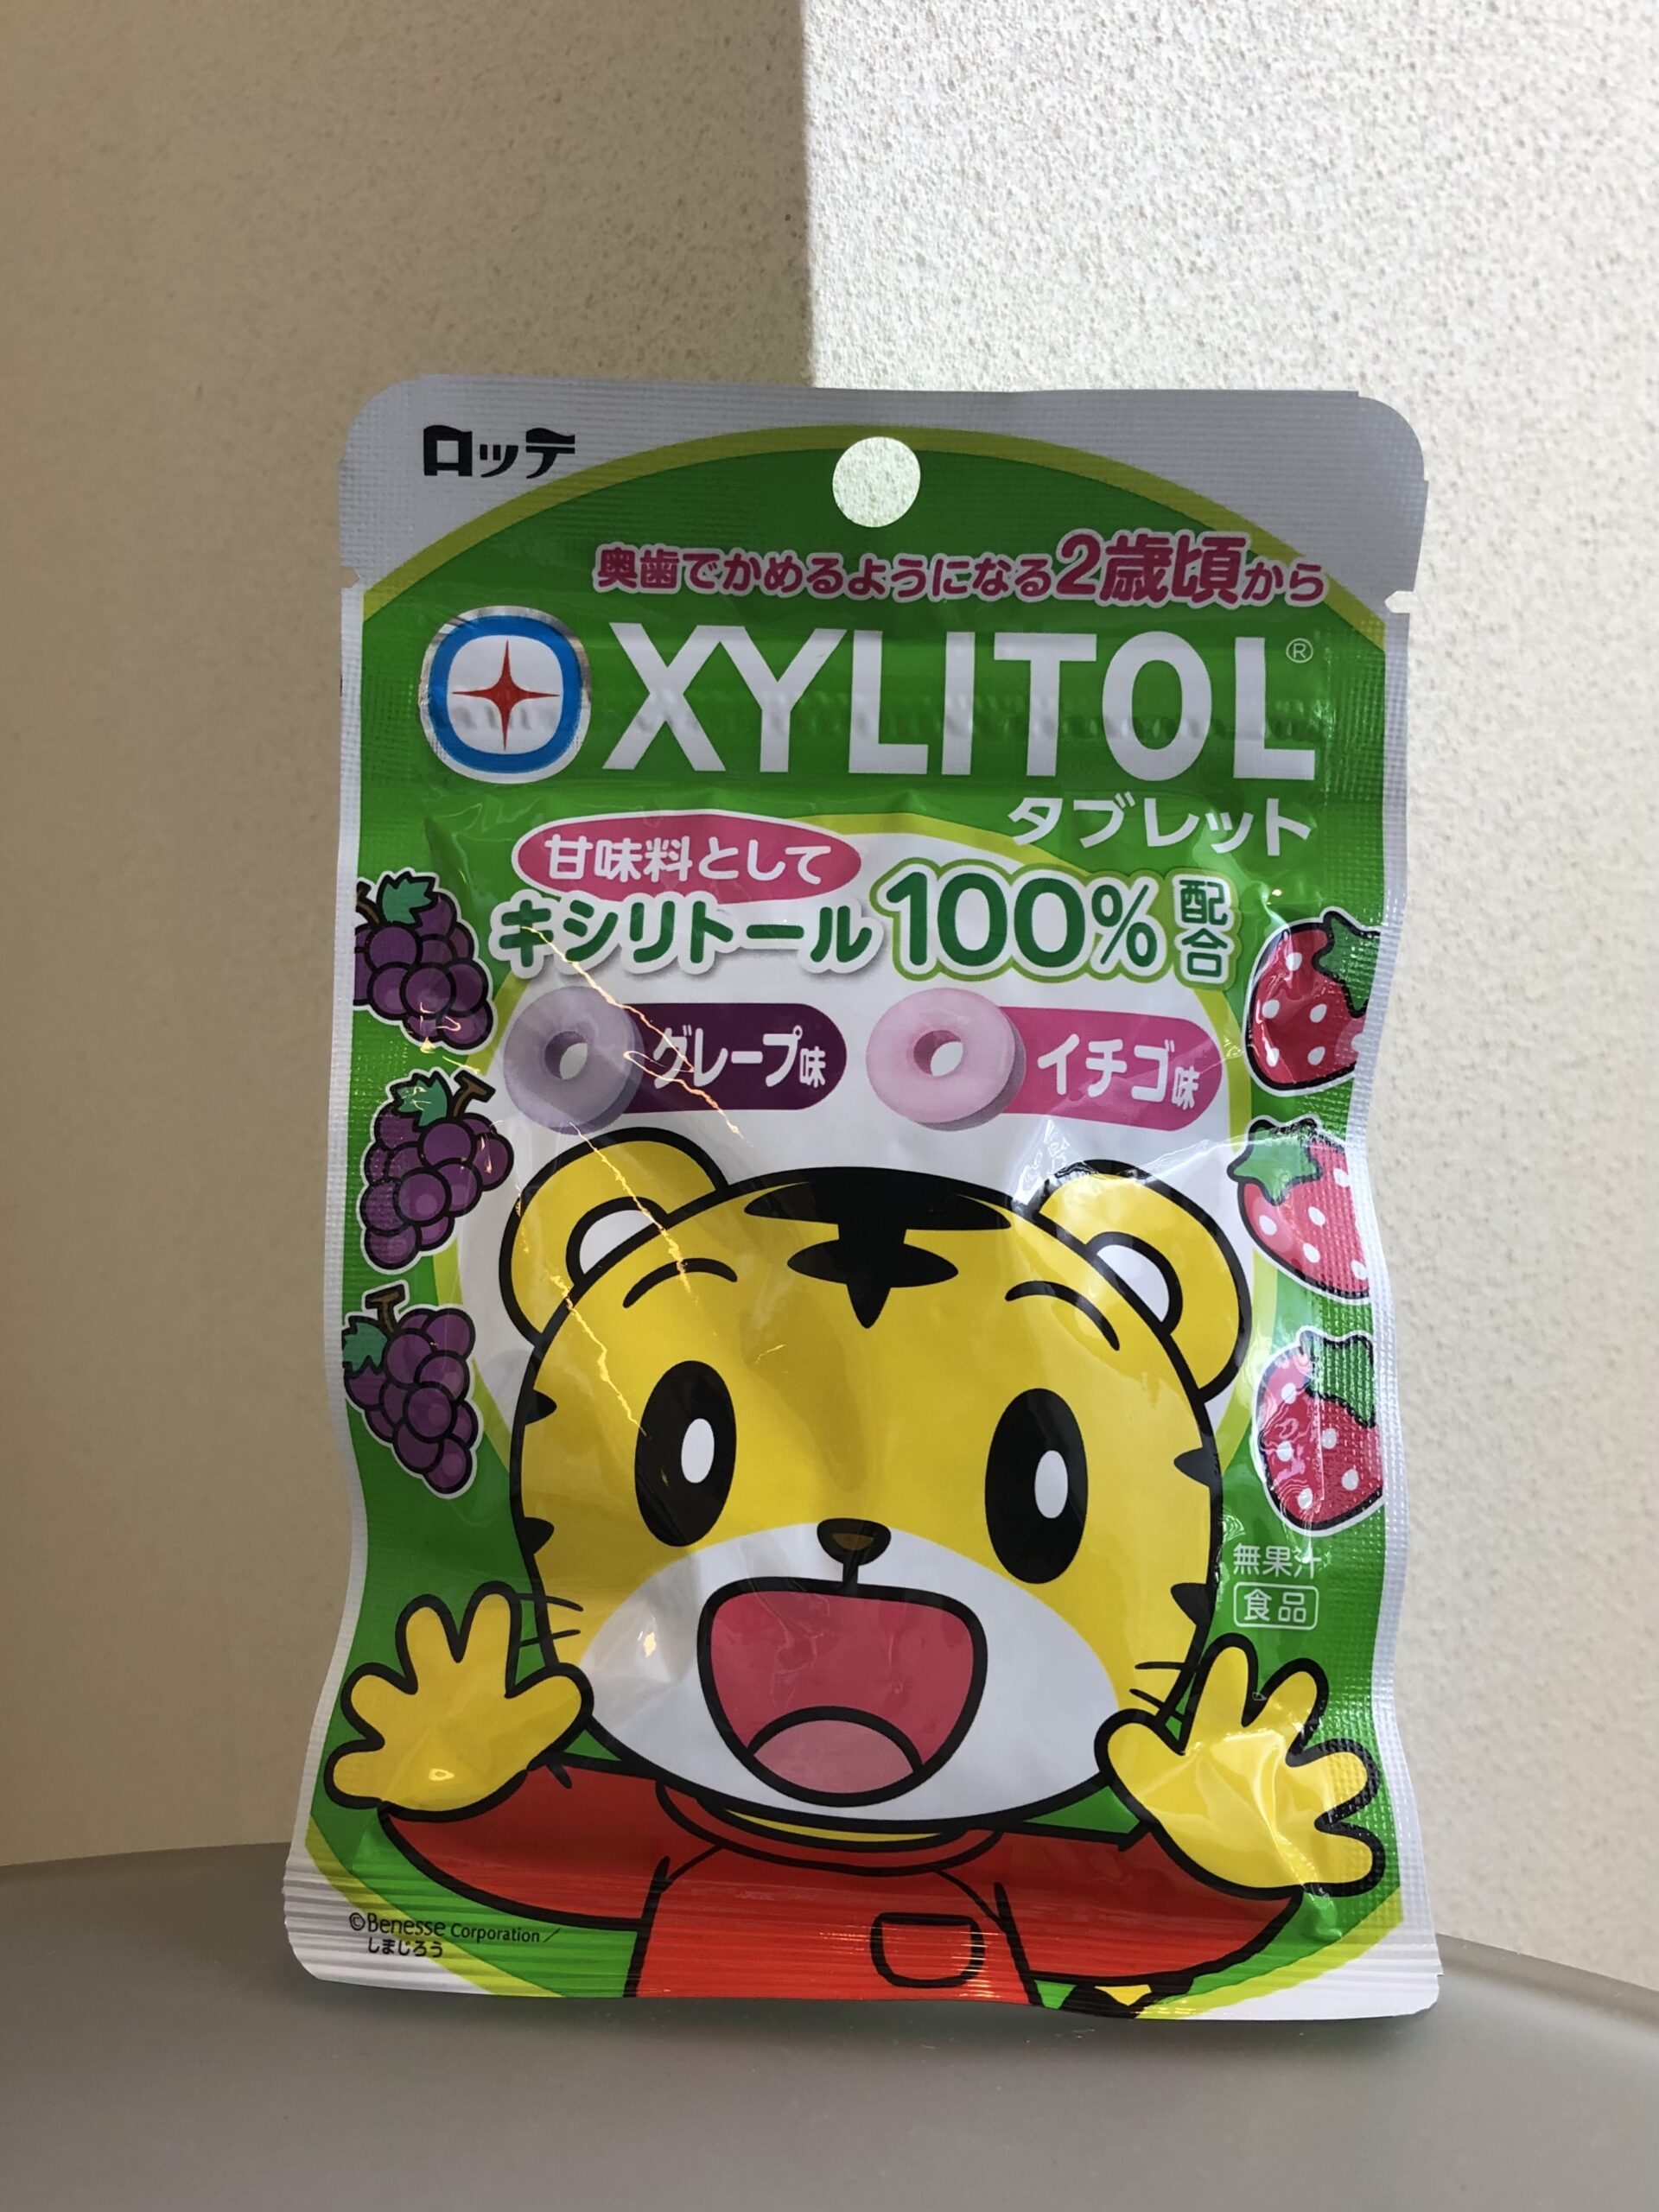 ロッテ
奥歯でかめるようになる2歳頃から
XYLITOL®
タブレット
甘味料として
キシリトール100%配合
グレープ味
イチゴ味
無果汁
食品
©Benesse Corporation/
しまじろう